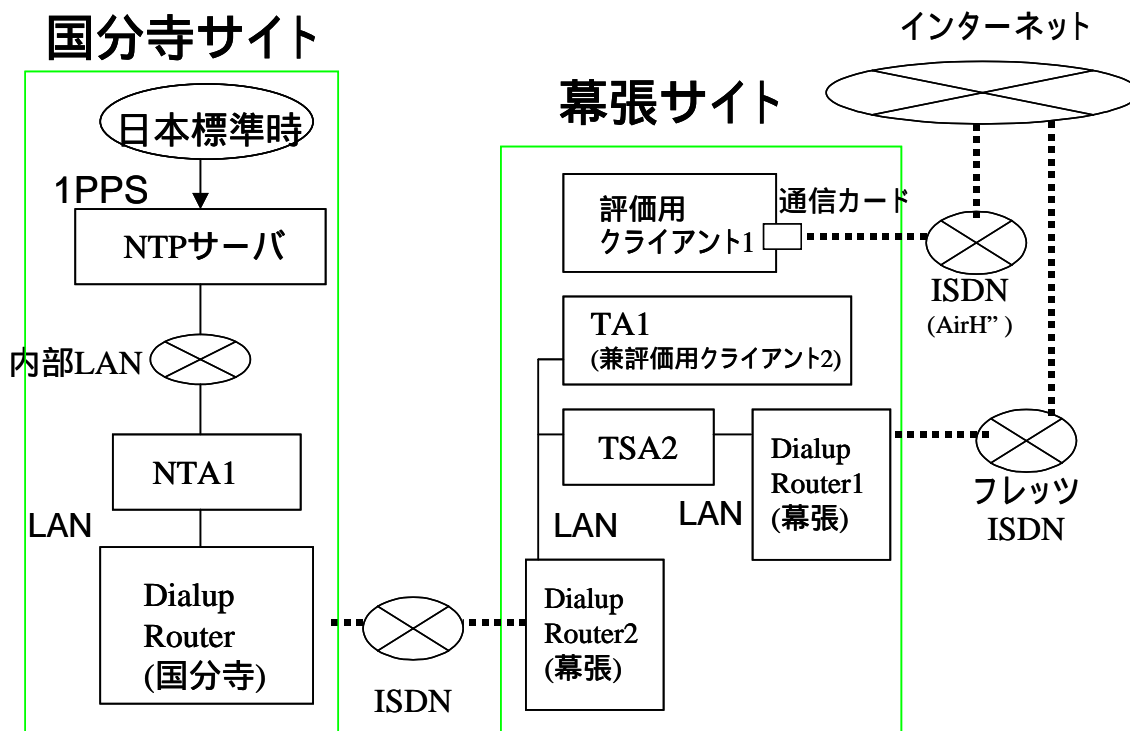 国分寺サイト
日本標準時
1PPS
NTPサーバ
内部LAN
NTA1
LAN
Dialup
Router
(国分寺)
ISDN
幕張サイト
評価用
クライアント1
通信カード
TA1
(兼評価用クライアント2)
TSA2
LAN
LAN
Dialup
Router1
(幕張)
Dialup
Router2
(幕張)
インターネット
ISDN
(AirH”)
フレッツ
ISDN